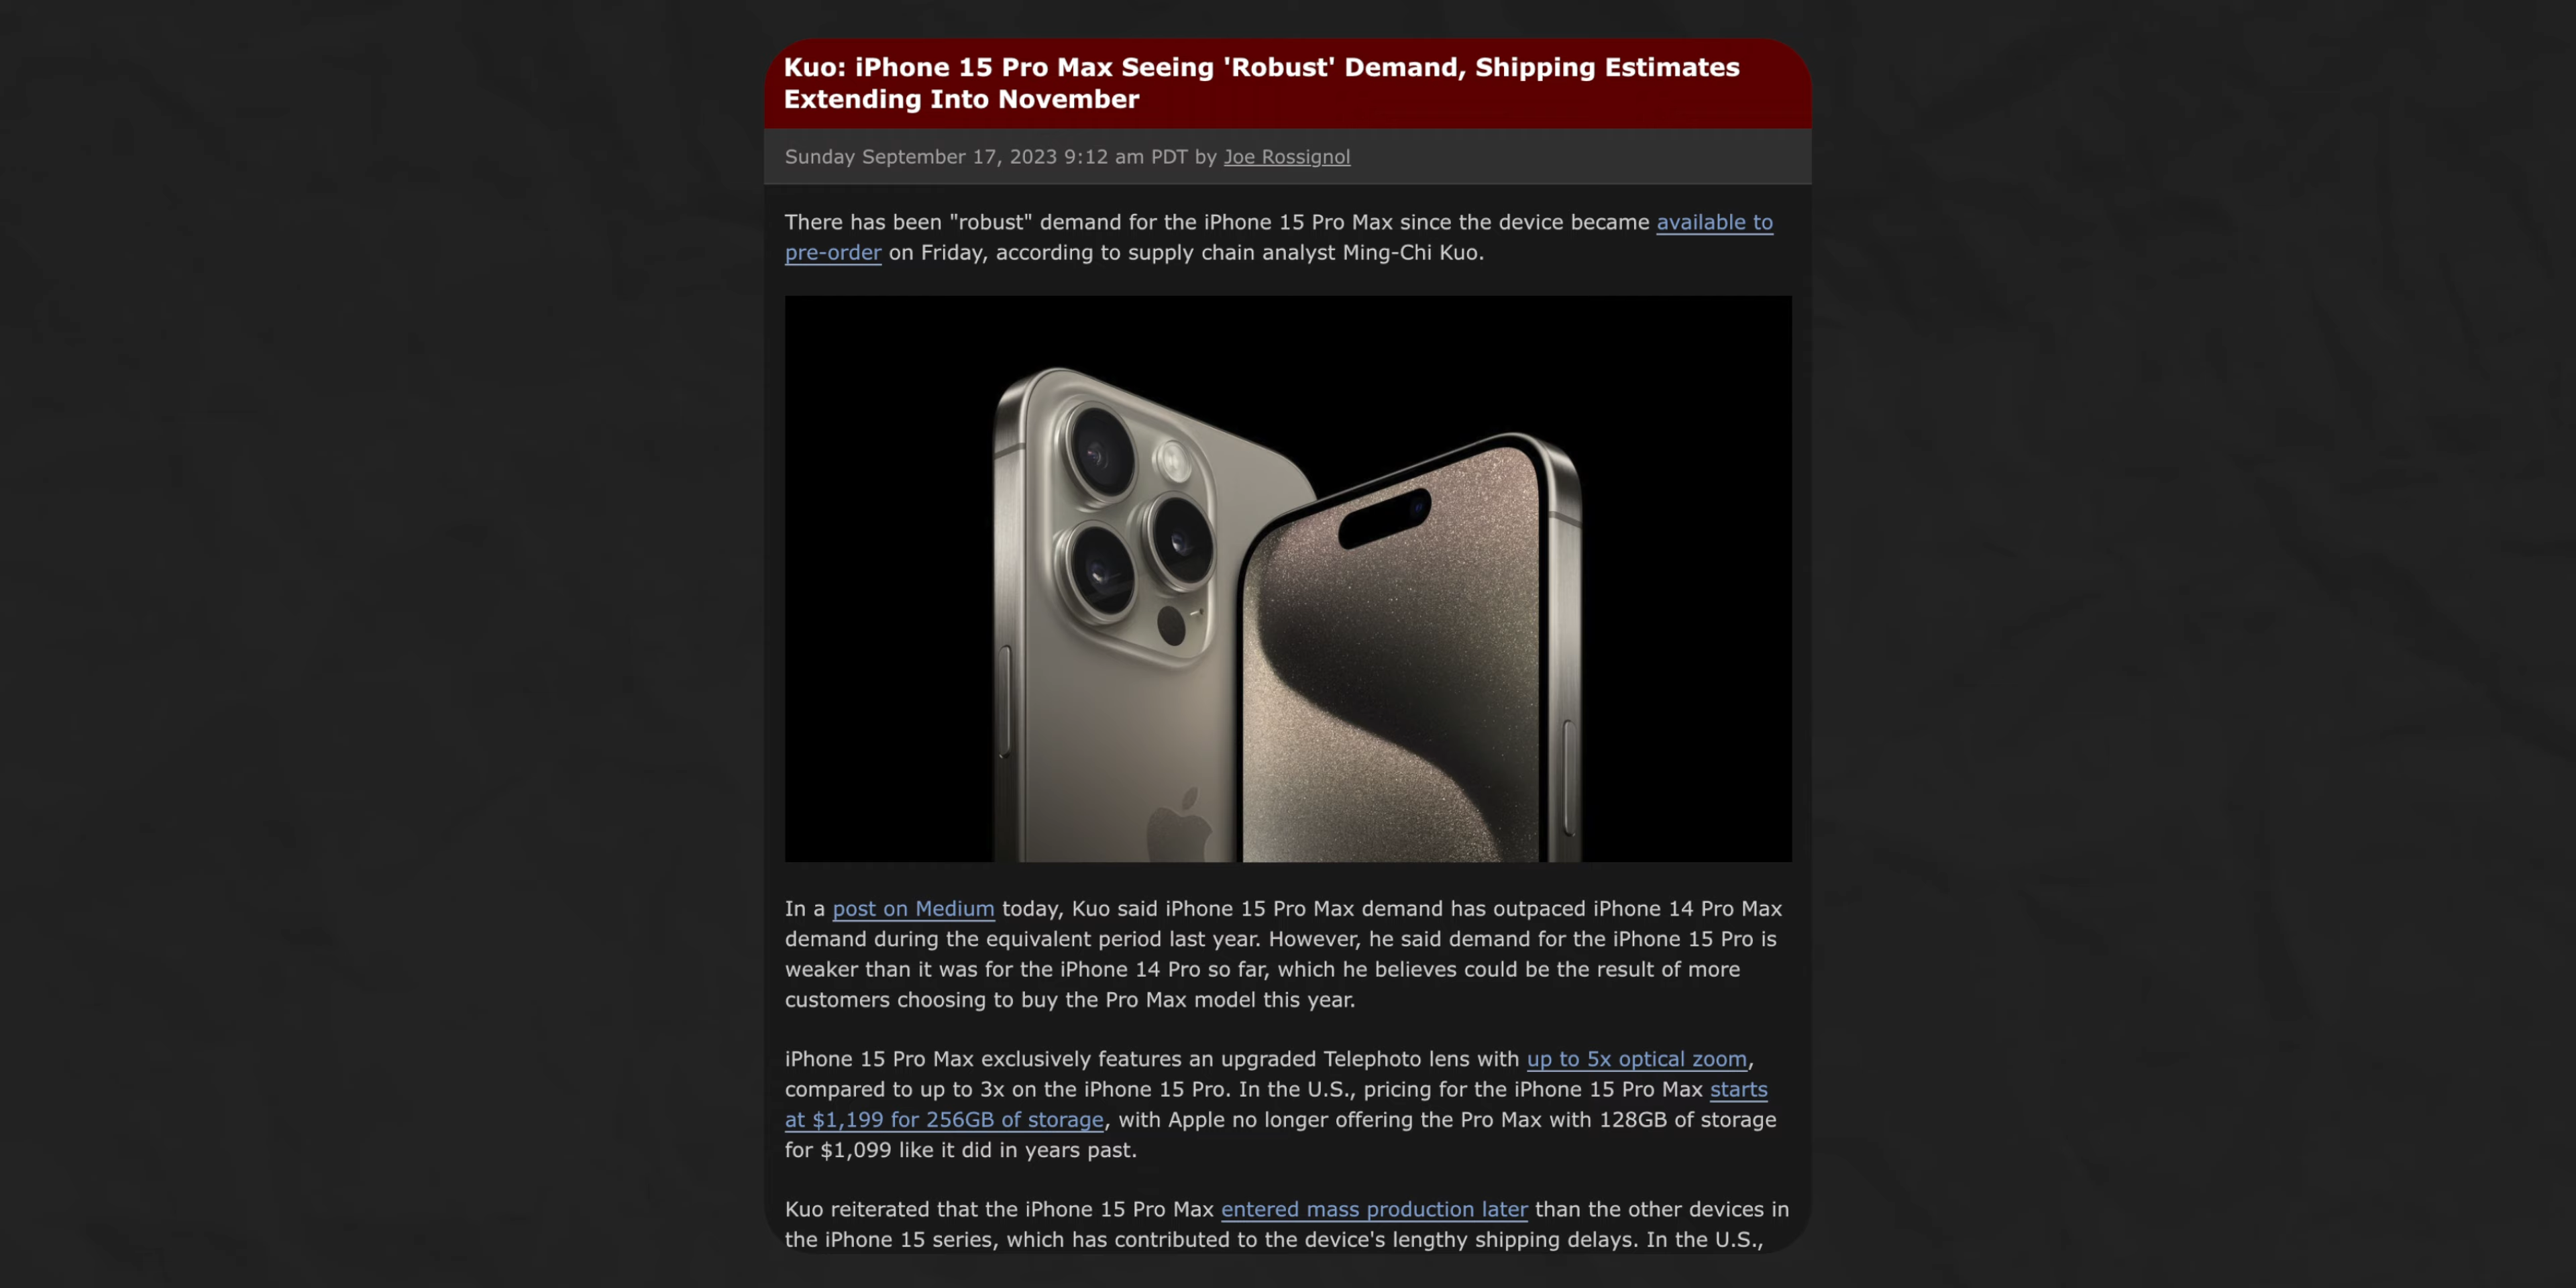 Kuo: iPhone 15 Pro Max Seeing 'Robust' Demand, Shipping Estimates
Extending Into November
Sunday September 17, 2023 9:12 am PDT by Joe Rossignol
There has been "robust" demand for the iPhone 15 Pro Max since the device became available to
pre-order on Friday, according to supply chain analyst Ming-Chi Kuo.
In a post on Medium today, Kuo said iPhone 15 Pro Max demand has outpaced iPhone 14 Pro Max
demand during the equivalent period last year. However, he said demand for the iPhone 15 Pro is
weaker than it was for the iPhone 14 Pro so far, which he believes could be the result of more
customers choosing to buy the Pro Max model this year.
iPhone 15 Pro Max exclusively features an upgraded Telephoto lens with up to 5x optical zoom,
compared to up to 3x on the iPhone 15 Pro. In the U.S., pricing for the iPhone 15 Pro Max starts
at $1,199 for 256GB of storage, with Apple no longer offering the Pro Max with 128GB of storage
for $1,099 like it did in years past.
Kuo reiterated that the iPhone 15 Pro Max entered mass production later than the other devices in
the iPhone 15 series, which has contributed to the device's lengthy shipping delays. In the U.S.,